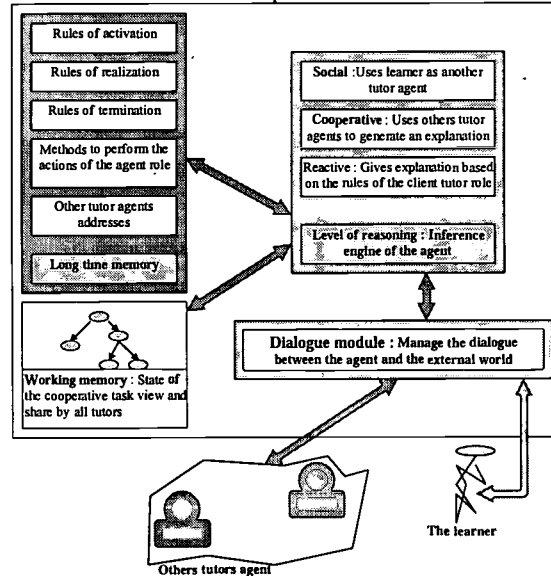 Rules of activation
Rules of realization
Rules of termination
Methods to perform the
actions of the agent role
Other tutor agents
addresses
Long time memory
Working memory : State of
the cooperative task view and
share by all tutors
Social :Uses learner as another
tutor agent
Cooperative : Uses others tutor
agents to generate an explanation
Reactive : Gives explanation based
on the rules of the client tutor role
Level of reasoning : Inference
engine of the agent
Dialogue module : Manage the dialogue
between the agent and the external world
The learner
Others tutors agent